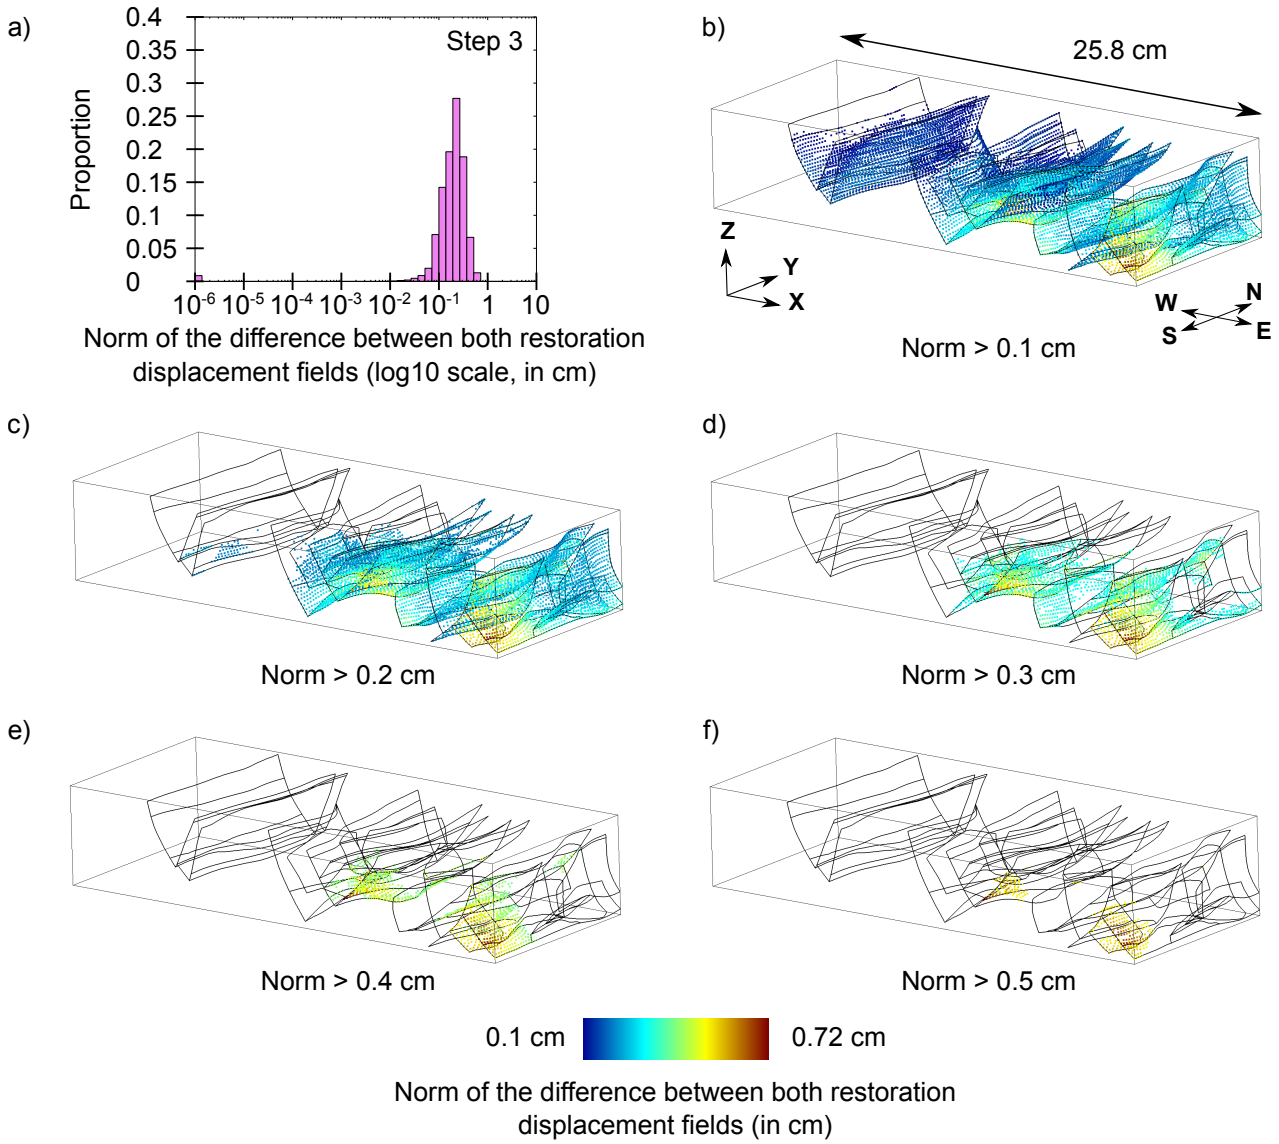 a)
0.4
0.35
0.3
0.25
0.2
0.15
0.1
0.05
0
Proportion
Step 3
10^-6 10^-5 10^-4 10^-3 10^-2 10^-1 1 10
Norm of the difference between both restoration
displacement fields (log10 scale, in cm)
b)
25.8 cm
Z
Y
X
W N
S E
Norm > 0.1 cm
c)
Norm > 0.2 cm
d)
Norm > 0.3 cm
e)
Norm > 0.4 cm
f)
Norm > 0.5 cm
0.1 cm 0.72 cm
Norm of the difference between both restoration
displacement fields (in cm)